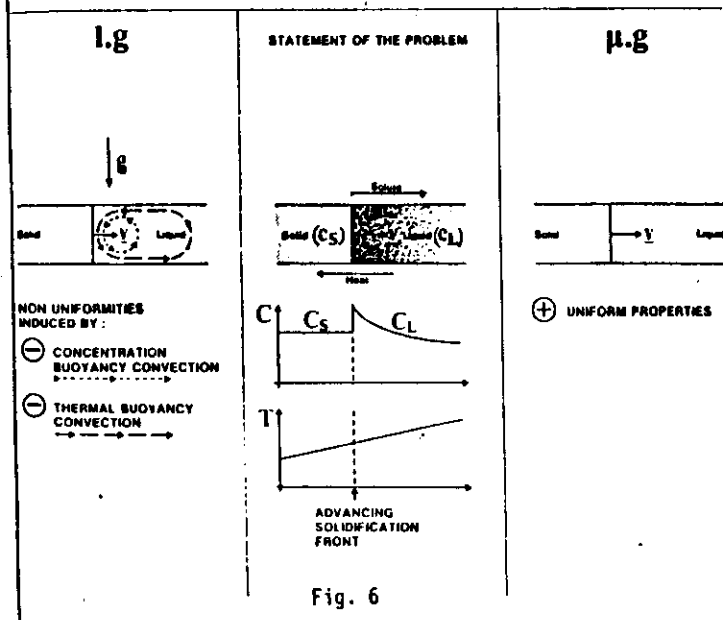 1.g
g
Solid
V
Liquid
NON UNIFORMITIES
INDUCED BY :
⊖ CONCENTRATION
BUOYANCY CONVECTION
⊖ THERMAL BUOYANCY
CONVECTION
STATEMENT OF THE PROBLEM
Solute
Solid (CS)
V
Liquid (CL)
Heat
C
CS
CL
T
ADVANCING
SOLIDIFICATION
FRONT
µ.g
Solid
V
Liquid
⊕ UNIFORM PROPERTIES
Fig. 6